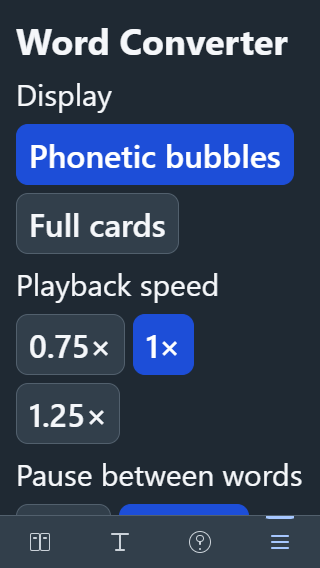 Word Converter
Display
Phonetic bubbles
Full cards
Playback speed
0.75×
1×
1.25×
Pause between words